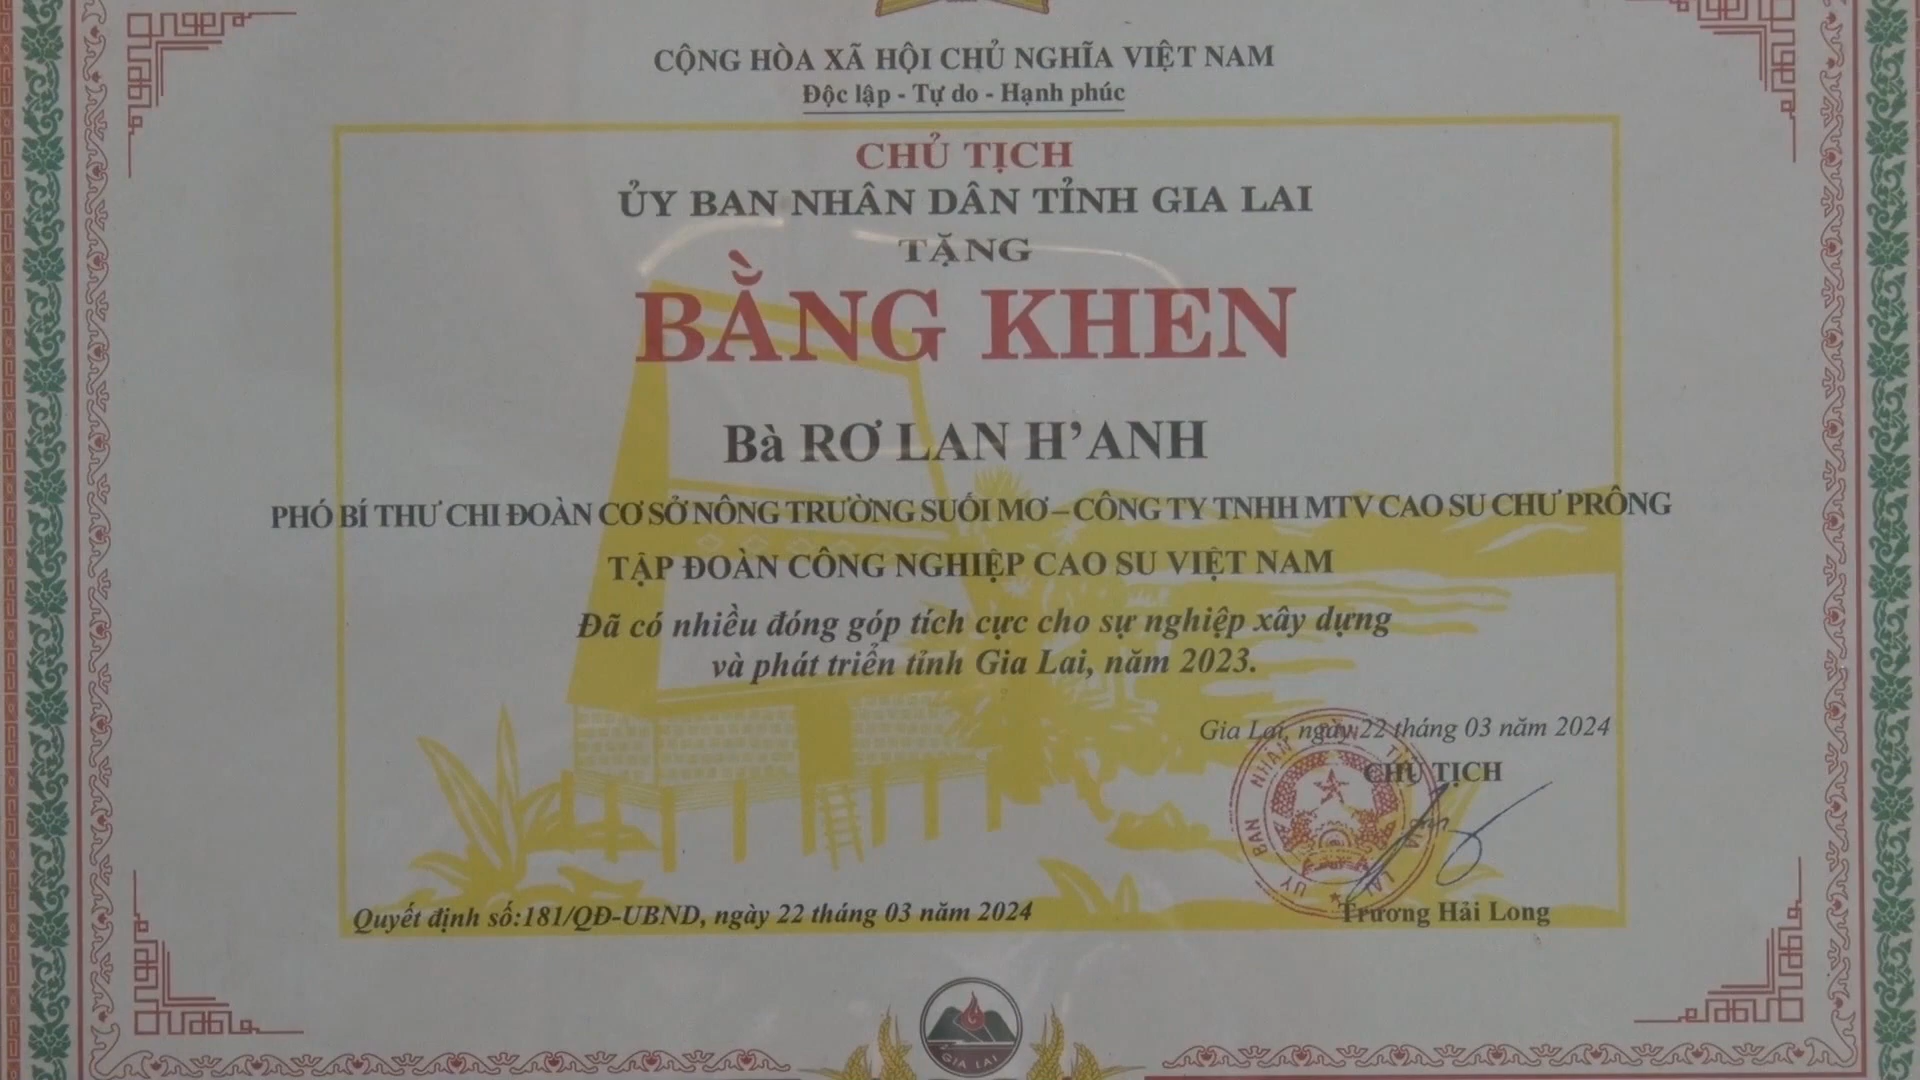 CỘNG HÒA XÃ HỘI CHỦ NGHĨA VIỆT NAM
Độc lập - Tự do - Hạnh phúc
CHỦ TỊCH
ỦY BAN NHÂN DÂN TỈNH GIA LAI
TẶNG
BẰNG KHEN
Bà RƠ LAN H’ANH
PHÓ BÍ THƯ CHI ĐOÀN CƠ SỞ NÔNG TRƯỜNG SUỐI MƠ – CÔNG TY TNHH MTV CAO SU CHƯ PRÔNG
TẬP ĐOÀN CÔNG NGHIỆP CAO SU VIỆT NAM
Đã có nhiều đóng góp tích cực cho sự nghiệp xây dựng
và phát triển tỉnh Gia Lai, năm 2023.
Gia Lai, ngày 22 tháng 03 năm 2024
CHỦ TỊCH
Trương Hải Long
Quyết định số:181/QĐ-UBND, ngày 22 tháng 03 năm 2024
GIA LAI